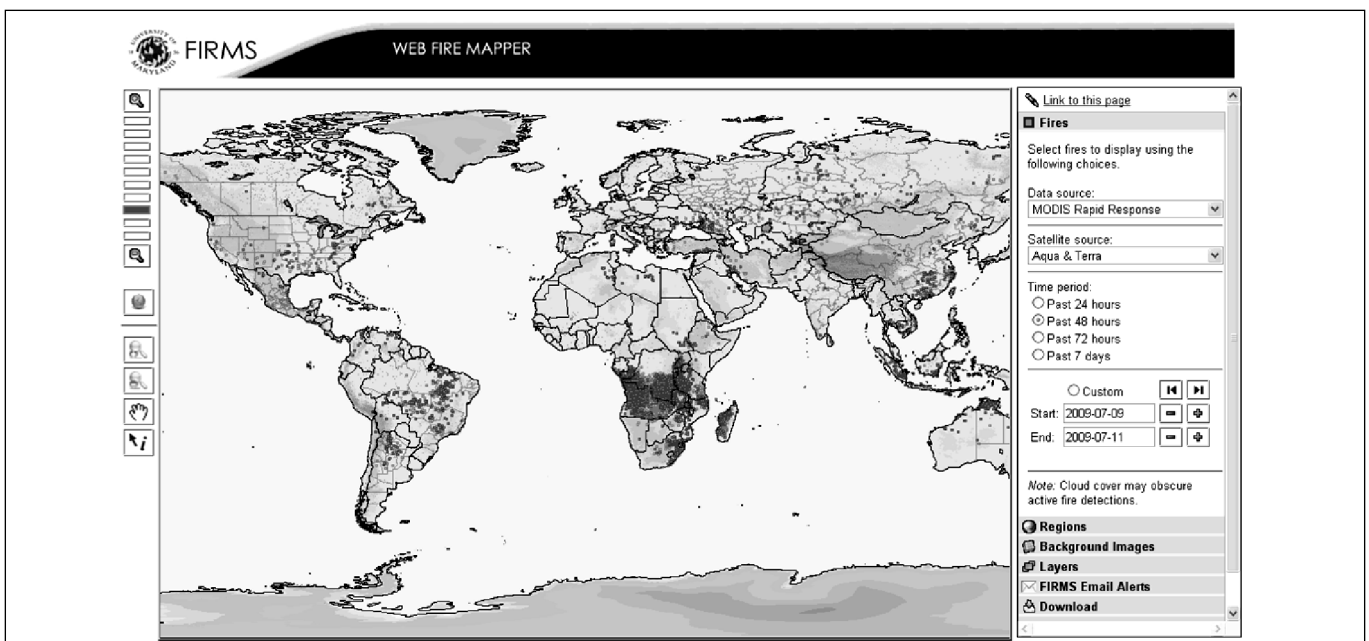 UNIVERSITY OF
MARYLAND
FIRMS
WEB FIRE MAPPER
Link to this page
Fires
Select fires to display using the
following choices.
Data source:
MODIS Rapid Response
Satellite source:
Aqua & Terra
Time period:
Past 24 hours
Past 48 hours
Past 72 hours
Past 7 days
Custom
Start: 2009-07-09
End: 2009-07-11
Note: Cloud cover may obscure
active fire detections.
Regions
Background Images
Layers
FIRMS Email Alerts
Download
i